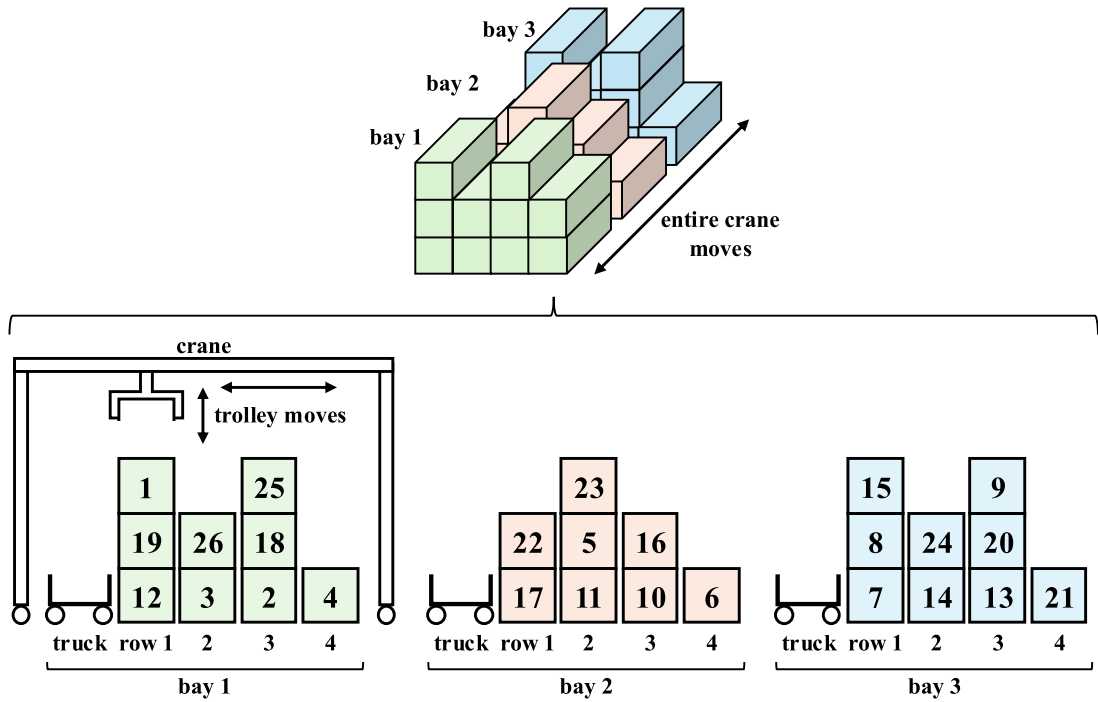 bay 3
bay 2
bay 1
entire crane
moves
crane
trolley moves
1 25 23 15 9
19 26 18 22 5 16 8 24 20
12 3 2 4 17 11 10 6 7 14 13 21
truck row 1 2 3 4 truck row 1 2 3 4 truck row 1 2 3 4
bay 1 bay 2 bay 3